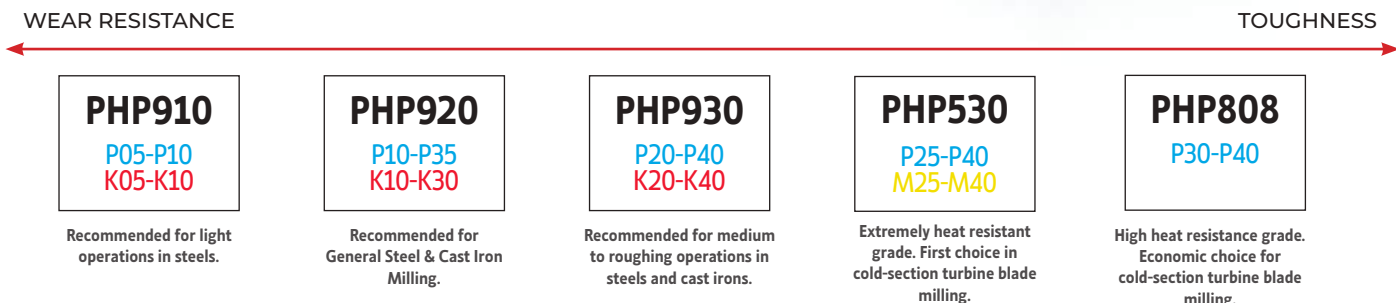 WEAR RESISTANCE
TOUGHNESS
PHP910
P05-P10
K05-K10
Recommended for light
operations in steels.
PHP920
P10-P35
K10-K30
Recommended for
General Steel & Cast Iron
Milling.
PHP930
P20-P40
K20-K40
Recommended for medium
to roughing operations in
steels and cast irons.
PHP530
P25-P40
M25-M40
Extremely heat resistant
grade. First choice in
cold-section turbine blade
milling.
PHP808
P30-P40
High heat resistance grade.
Economic choice for
cold-section turbine blade
milling.